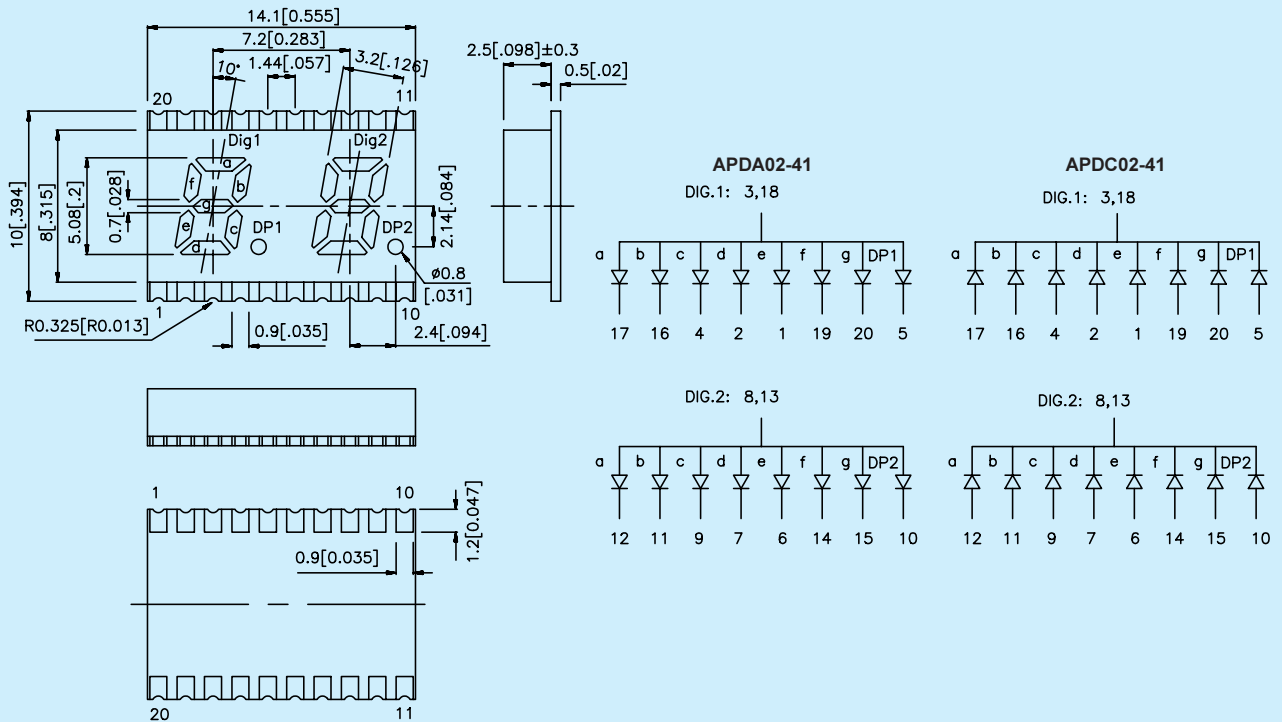 14.1[0.555]
7.2[0.283]
10° 1.44[.057] 3.2[.126]
20 11
Dig1 Dig2
a
f b
g
e c
d
DP1 DP2
10[.394]
8[.315]
5.08[.2]
0.7[.028]
2.14[.084]
ø0.8
[.031]
1 10
R0.325[R0.013]
0.9[.035]
2.4[.094]
2.5[.098]±0.3
0.5[.02]
1 10
1.2[0.047]
0.9[0.035]
20 11
APDA02-41
DIG.1: 3,18
a b c d e f g DP1
17 16 4 2 1 19 20 5
DIG.2: 8,13
a b c d e f g DP2
12 11 9 7 6 14 15 10
APDC02-41
DIG.1: 3,18
a b c d e f g DP1
17 16 4 2 1 19 20 5
DIG.2: 8,13
a b c d e f g DP2
12 11 9 7 6 14 15 10